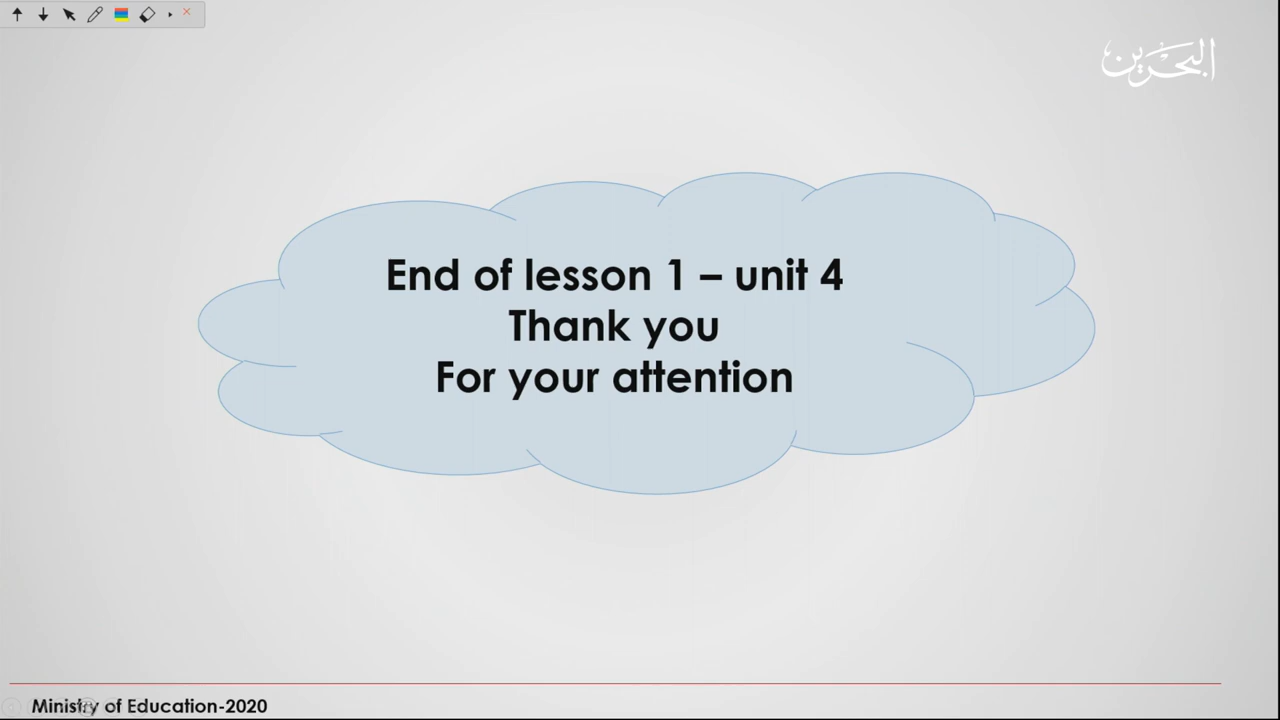 البحرين
End of lesson 1 – unit 4
Thank you
For your attention
Ministry of Education-2020